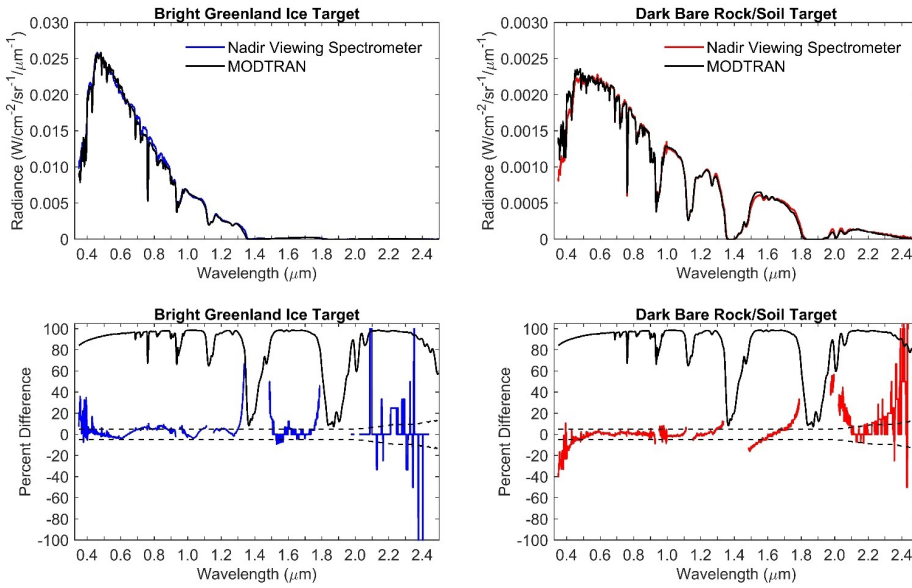 Bright Greenland Ice Target
Radiance (W/cm⁻²/sr⁻¹/μm⁻¹)
0.030
0.025
0.020
0.015
0.010
0.005
0
Nadir Viewing Spectrometer
MODTRAN
0.4 0.6 0.8 1.0 1.2 1.4 1.6 1.8 2.0 2.2 2.4
Wavelength (μm)
Dark Bare Rock/Soil Target
Radiance (W/cm⁻²/sr⁻¹/μm⁻¹)
0.0030
0.0025
0.0020
0.0015
0.0010
0.0005
0
Nadir Viewing Spectrometer
MODTRAN
0.4 0.6 0.8 1.0 1.2 1.4 1.6 1.8 2.0 2.2 2.4
Wavelength (μm)
Bright Greenland Ice Target
Percent Difference
100
80
60
40
20
0
-20
-40
-60
-80
-100
0.4 0.6 0.8 1.0 1.2 1.4 1.6 1.8 2.0 2.2 2.4
Wavelength (μm)
Dark Bare Rock/Soil Target
Percent Difference
100
80
60
40
20
0
-20
-40
-60
-80
-100
0.4 0.6 0.8 1.0 1.2 1.4 1.6 1.8 2.0 2.2 2.4
Wavelength (μm)